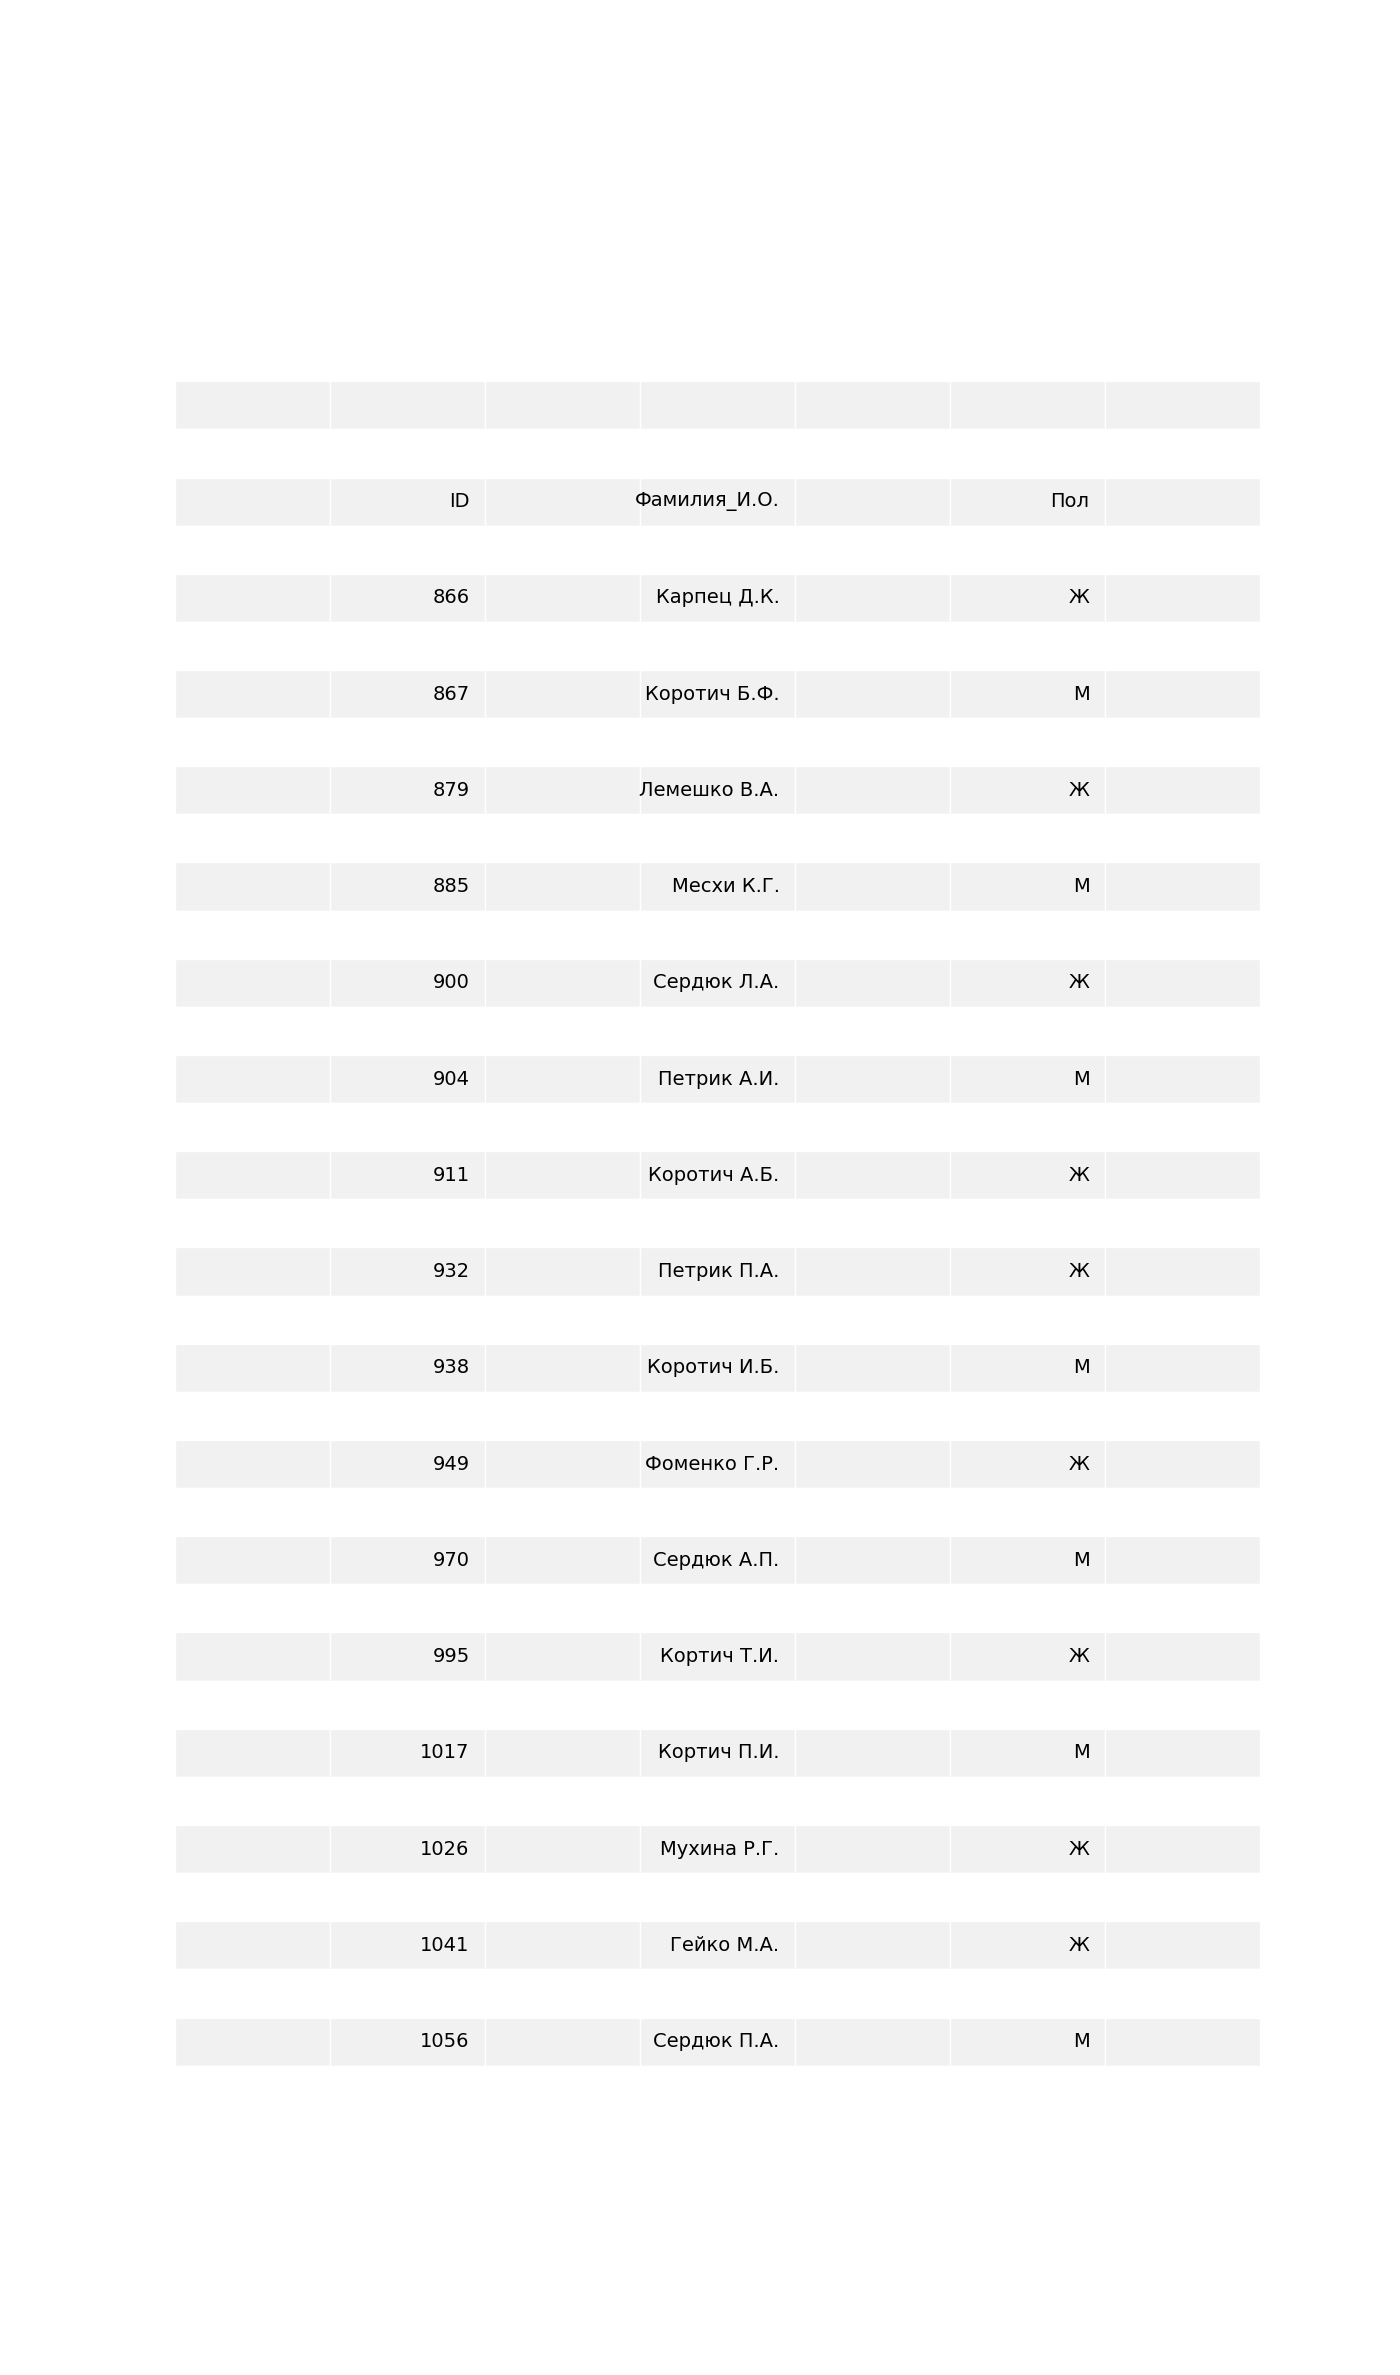 ID Фамилия_И.О. Пол
866 Карпец Д.К. Ж
867 Коротич Б.Ф. М
879 Лемешко В.А. Ж
885 Месхи К.Г. М
900 Сердюк Л.А. Ж
904 Петрик А.И. М
911 Коротич А.Б. Ж
932 Петрик П.А. Ж
938 Коротич И.Б. М
949 Фоменко Г.Р. Ж
970 Сердюк А.П. М
995 Кортич Т.И. Ж
1017 Кортич П.И. М
1026 Мухина Р.Г. Ж
1041 Гейко М.А. Ж
1056 Сердюк П.А. М